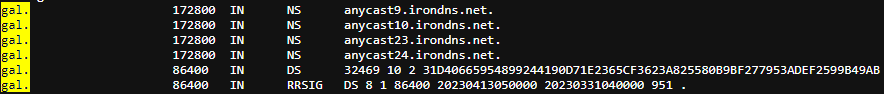 gal. 172800 IN NS anycast9.irondns.net.
gal. 172800 IN NS anycast10.irondns.net.
gal. 172800 IN NS anycast23.irondns.net.
gal. 172800 IN NS anycast24.irondns.net.
gal. 86400 IN DS 32469 10 2 31D40665954899244190D71E2365CF3623A825580B9BF277953ADEF2599B49AB
gal. 86400 IN RRSIG DS 8 1 86400 20230413050000 20230331040000 951 .